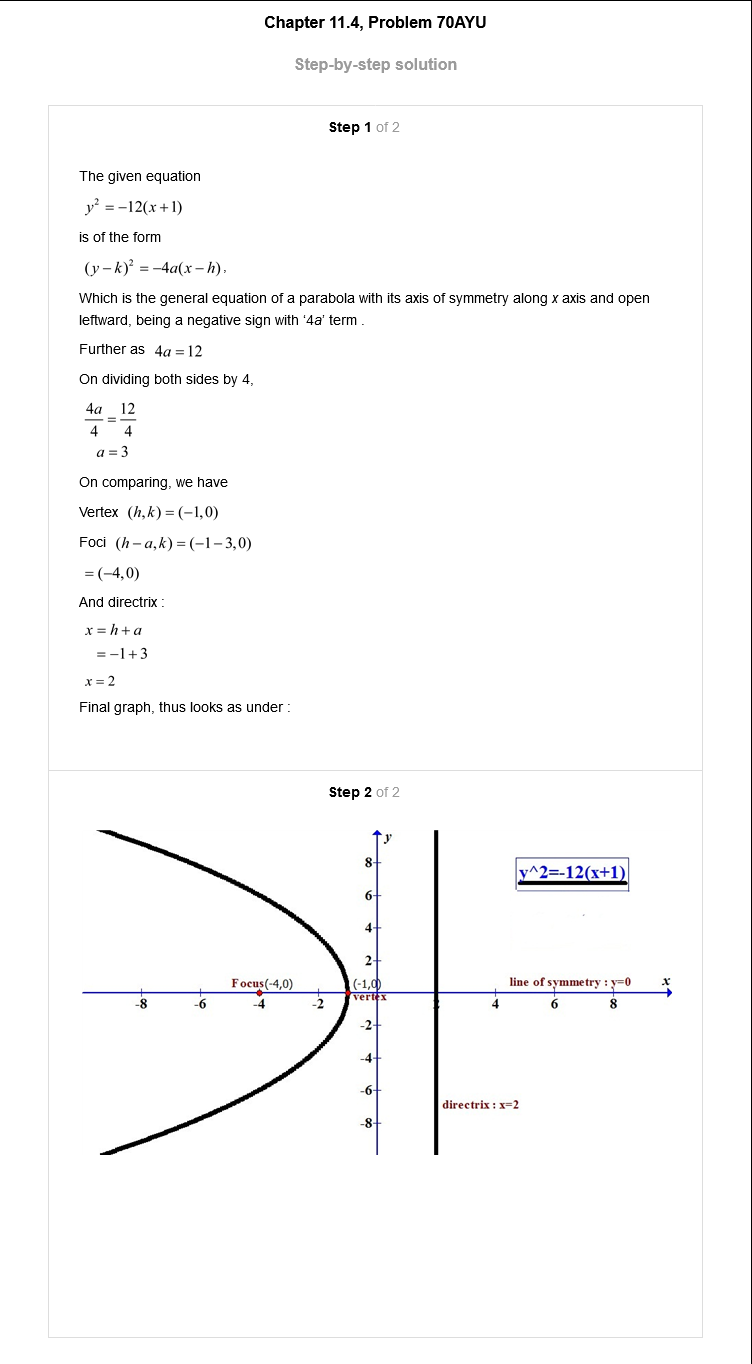 Chapter 11.4, Problem 70AYU
Step-by-step solution
Step 1 of 2
The given equation
y² = −12(x+1)
is of the form
(y−k)² = −4a(x−h),
Which is the general equation of a parabola with its axis of symmetry along x axis and open
leftward, being a negative sign with ‘4a’ term .
Further as 4a = 12
On dividing both sides by 4,
4a/4 = 12/4
a = 3
On comparing, we have
Vertex (h,k) = (−1,0)
Foci (h−a,k) = (−1−3,0)
= (−4,0)
And directrix :
x = h+a
= −1+3
x = 2
Final graph, thus looks as under :
Step 2 of 2
y
8
y^2=-12(x+1)
6
4
2
Focus(-4,0) (-1,0) line of symmetry : y=0 x
vertex
-8 -6 -4 -2 4 6 8
-2
-4
-6
directrix : x=2
-8